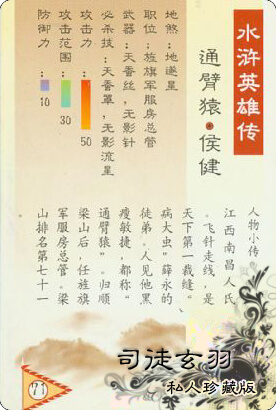 水浒英雄传
通臂猿·侯健
地煞：地遂星
职位：旌旗军服房总管
武器：天香丝，无影针
必杀技：天香罩，无影流星
攻击力：50
攻击范围：30
防御力：10
人物小传
江西南昌人氏
。飞针走线，是
天下第一裁缝“
病大虫”薛永的
徒弟。人见他黑
瘦敏捷，都称“
通臂猿”。归顺
梁山后，任旌旗
军服房总管。梁
山排名第七十一
71
司徒玄羽
私人珍藏版